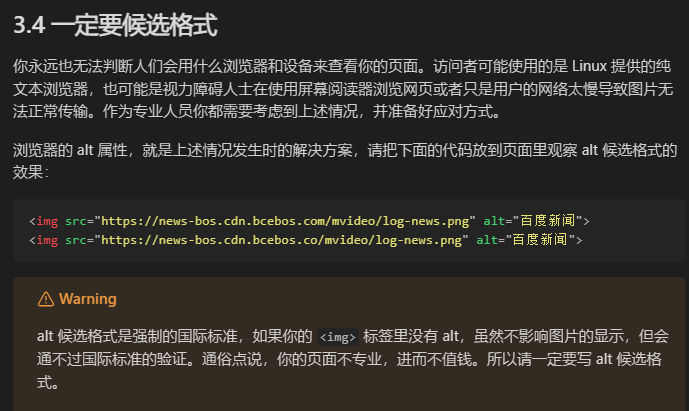 3.4 一定要候选格式
你永远也无法判断人们会用什么浏览器和设备来查看你的页面。访问者可能使用的是 Linux 提供的纯
文本浏览器，也可能是视力障碍人士在使用屏幕阅读器浏览网页或者只是用户的网络太慢导致图片无
法正常传输。作为专业人员你都需要考虑到上述情况，并准备好应对方式。
浏览器的 alt 属性，就是上述情况发生时的解决方案，请把下面的代码放到页面里观察 alt 候选格式的
效果：
<img src="https://news-bos.cdn.bcebos.com/mvideo/log-news.png" alt="百度新闻">
<img src="https://news-bos.cdn.bcebos.co/mvideo/log-news.png" alt="百度新闻">
Warning
alt 候选格式是强制的国际标准，如果你的 <img> 标签里没有 alt，虽然不影响图片的显示，但会
通不过国际标准的验证。通俗点说，你的页面不专业，进而不值钱。所以请一定要写 alt 候选格
式。